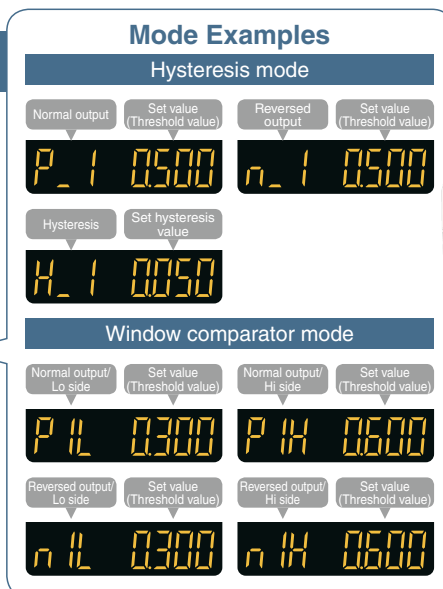 Mode Examples
Hysteresis mode
Normal output
Set value
(Threshold value)
Reversed
output
Set value
(Threshold value)
P_1 0.500
n_1 0.500
Hysteresis
Set hysteresis
value
H_1 0.050
Window comparator mode
Normal output/
Lo side
Set value
(Threshold value)
Normal output/
Hi side
Set value
(Threshold value)
P1L 0.300
P1H 0.600
Reversed output/
Lo side
Set value
(Threshold value)
Reversed output/
Hi side
Set value
(Threshold value)
n1L 0.300
n1H 0.600